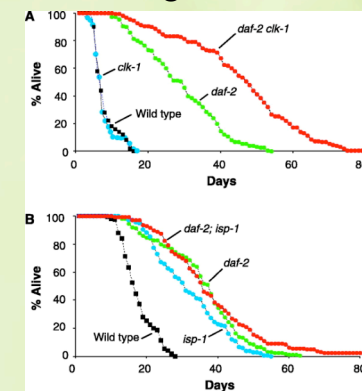 A
100
80
60
40
20
0
% Alive
daf-2 clk-1
clk-1
daf-2
Wild type
0 20 40 60
Days
B
100
80
60
40
20
0
% Alive
daf-2; isp-1
daf-2
Wild type
isp-1
0 20 40 60
Days